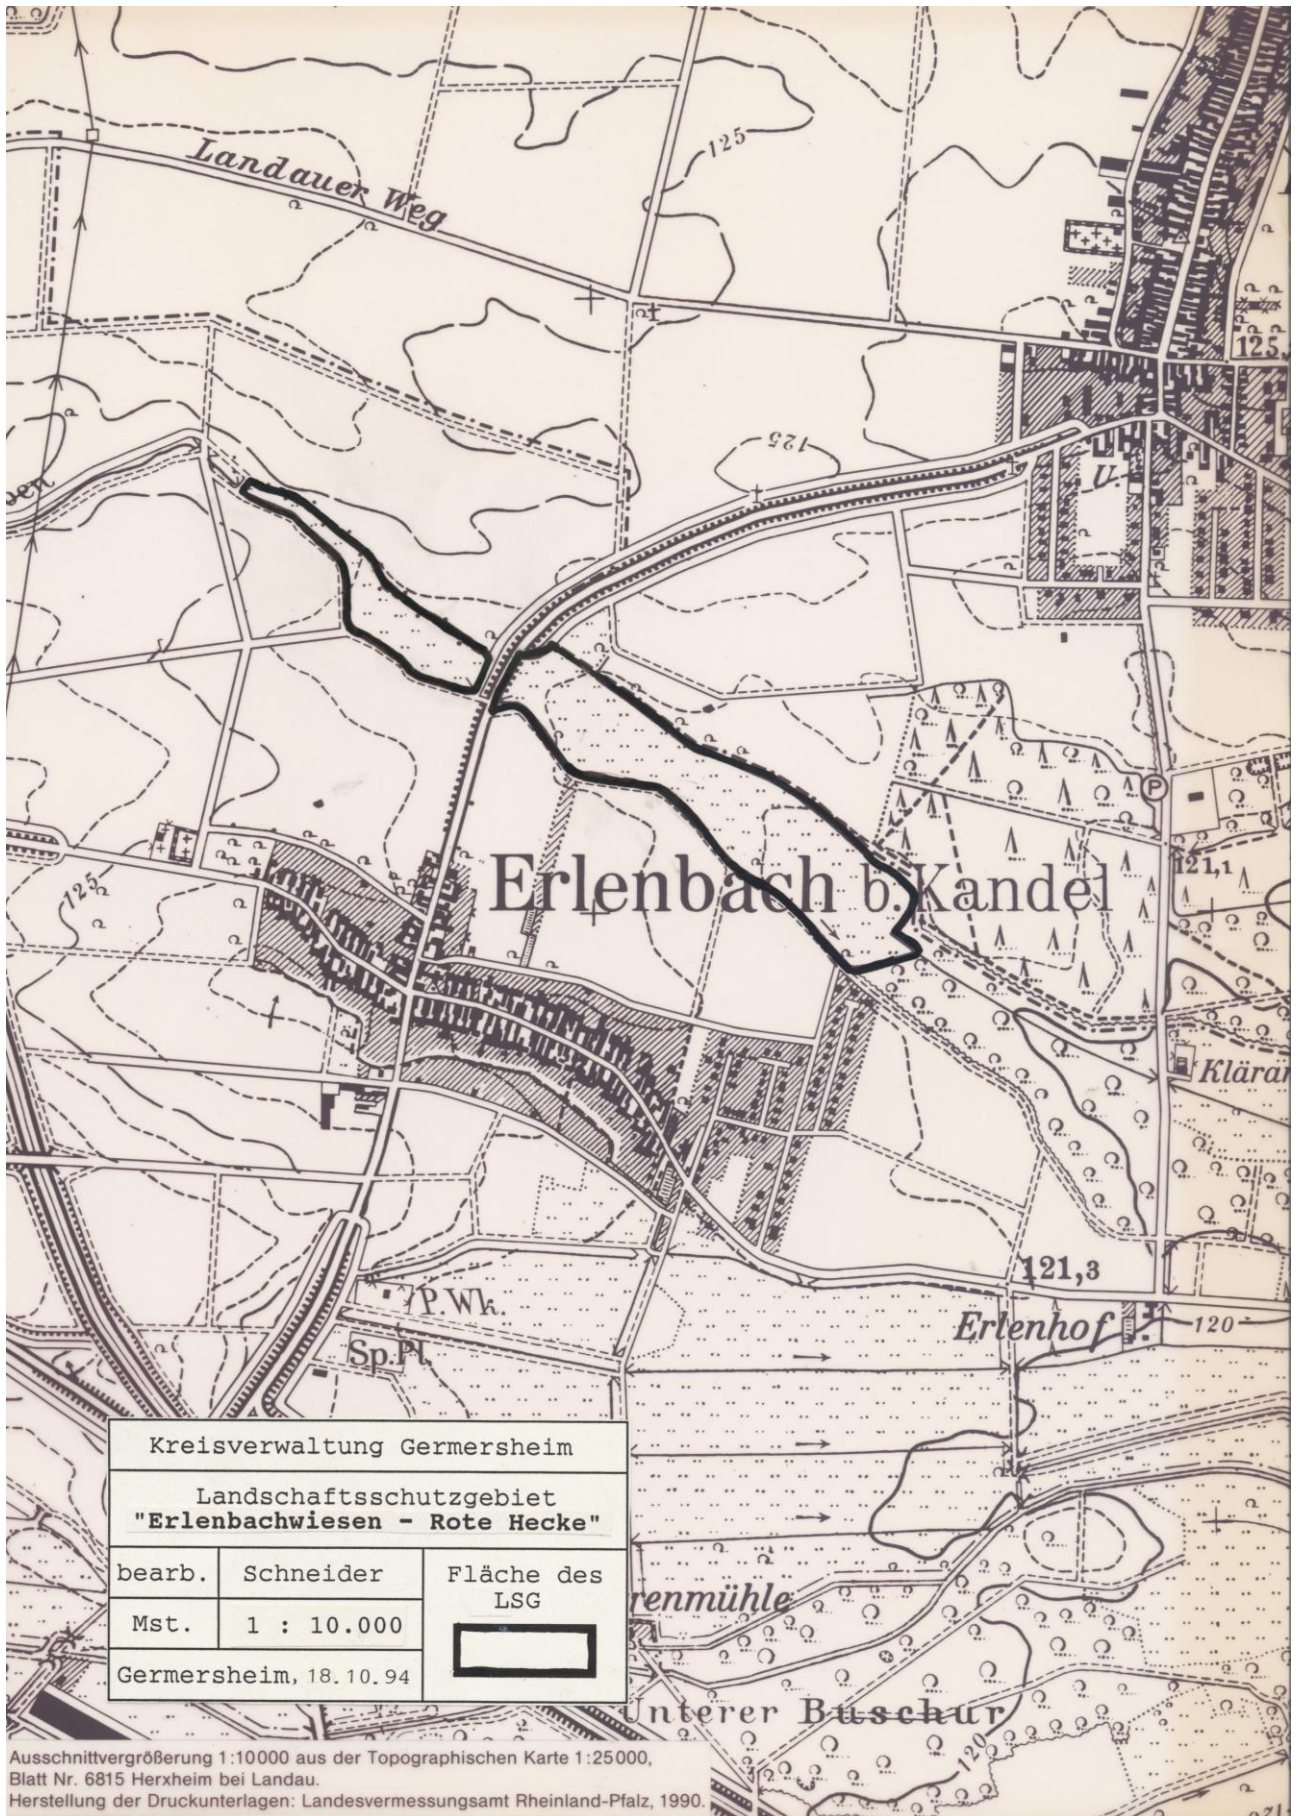 Landauer Weg
125
125
125,
U.
Erlenbach b. Kandel
P
121,1
125
Klärar
121,3
P.Wk.
Erlenhof
120
Sp.Pl.
Kreisverwaltung Germersheim
Landschaftsschutzgebiet
"Erlenbachwiesen - Rote Hecke"
bearb.
Schneider
Fläche des
LSG
Mst.
1 : 10.000
Germersheim, 18.10.94
renmühle
Unterer Buschur
120
Ausschnittvergrößerung 1:10000 aus der Topographischen Karte 1:25000,
Blatt Nr. 6815 Herxheim bei Landau.
Herstellung der Druckunterlagen: Landesvermessungsamt Rheinland-Pfalz, 1990.